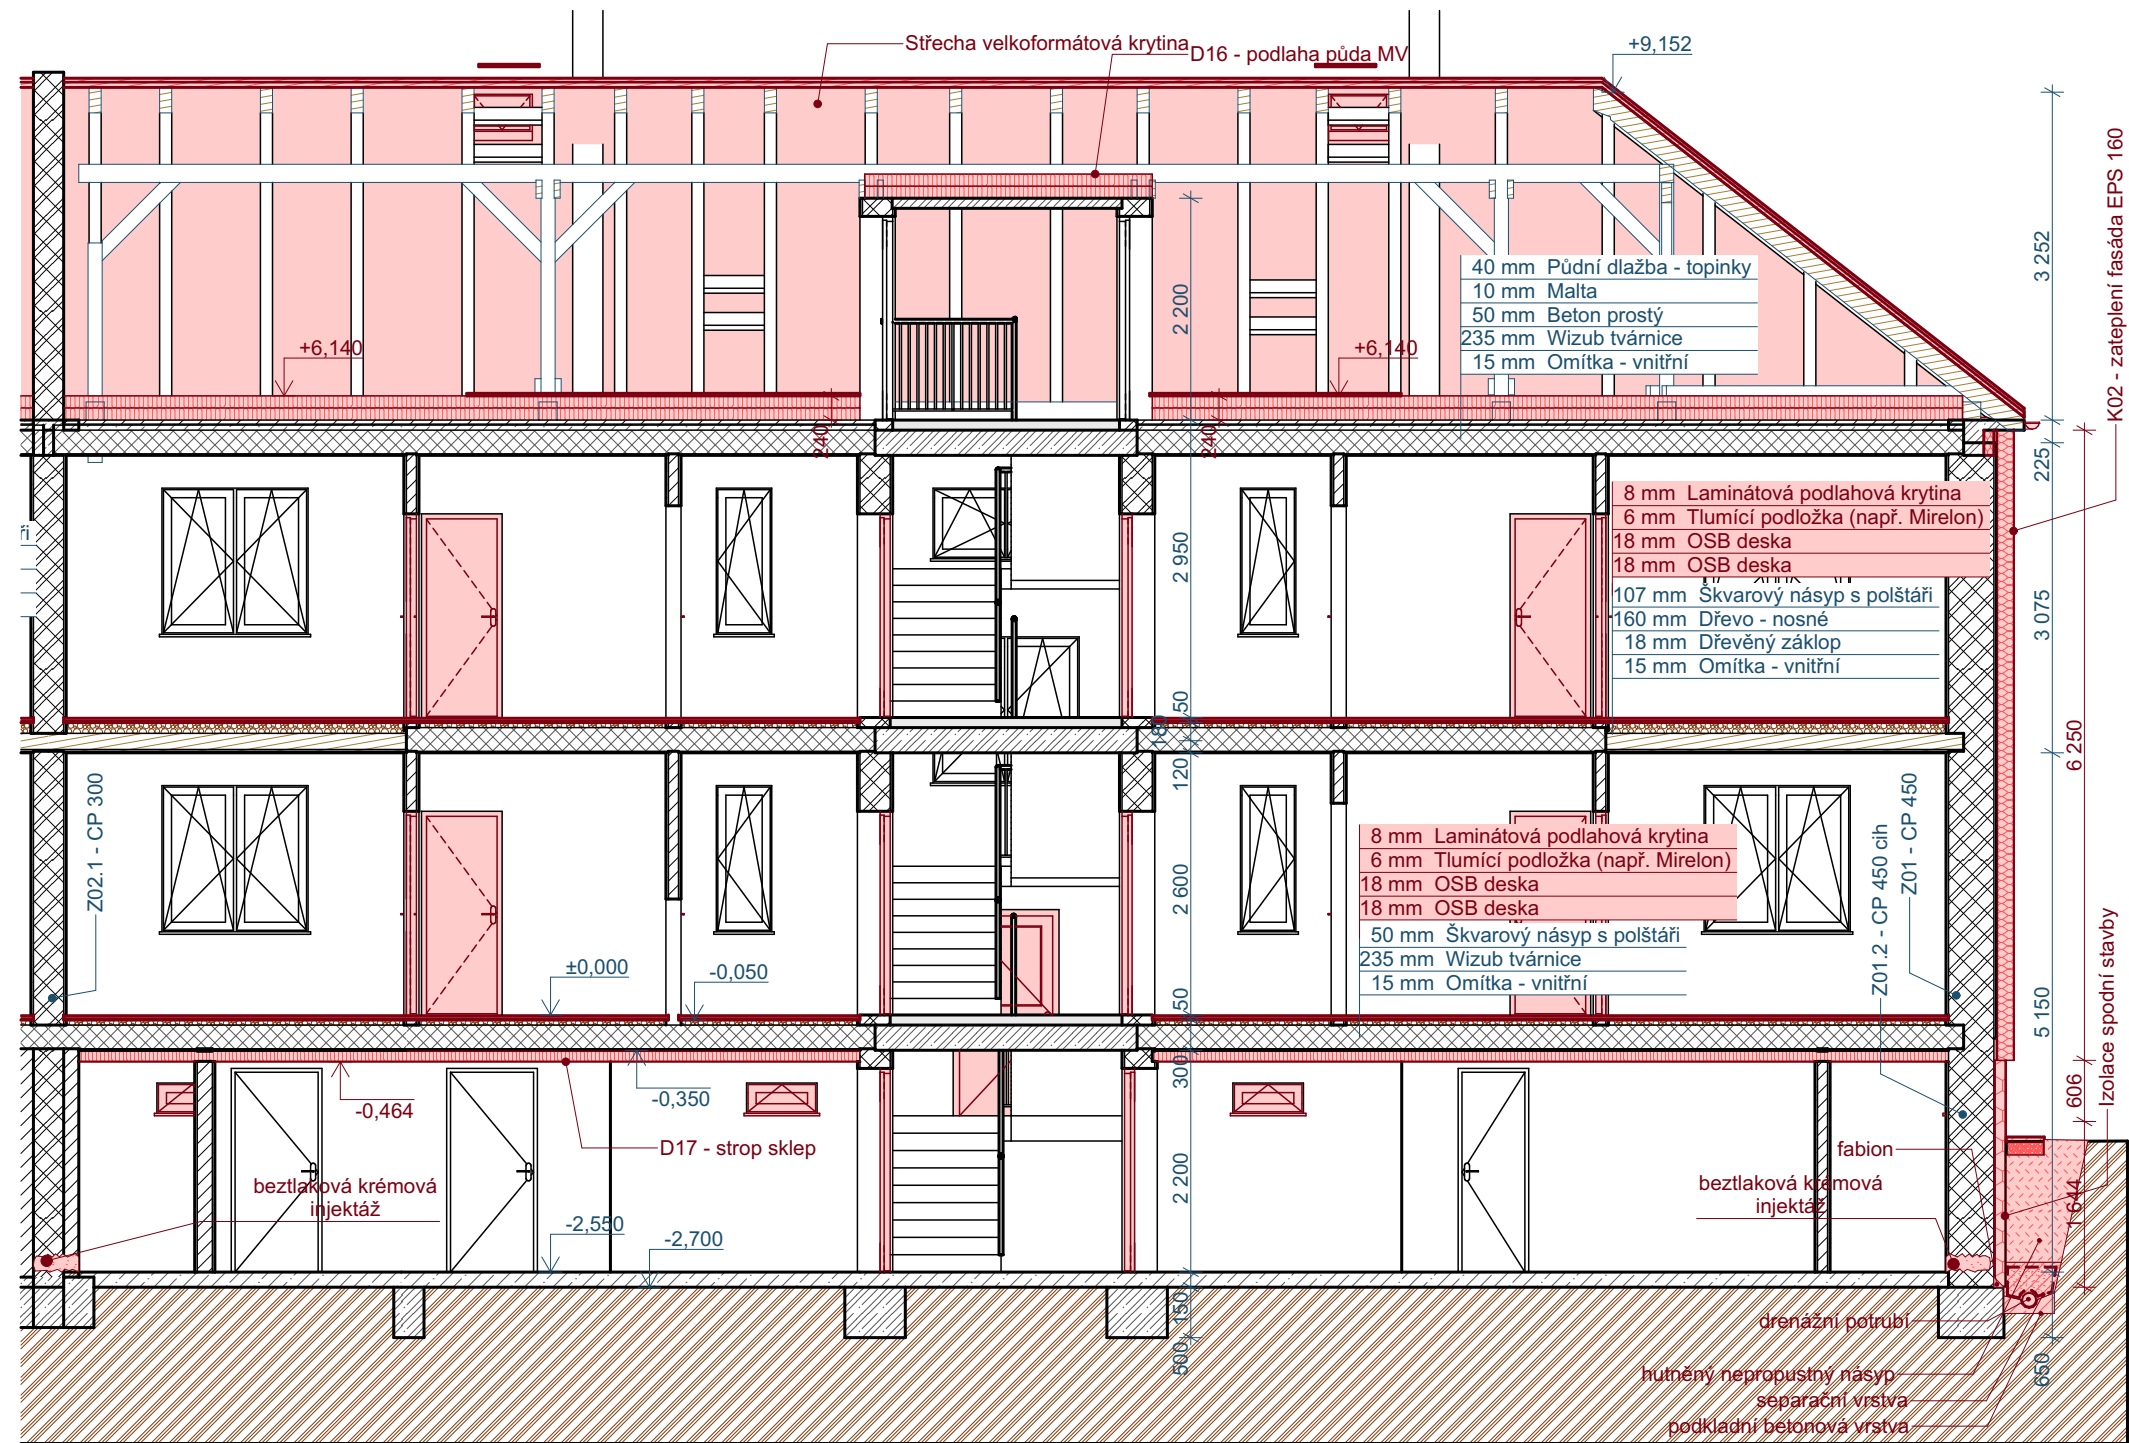 Střecha velkoformátová krytina
D16 - podlaha půda MV
+9,152
K02 - zateplení fasáda EPS 160
3 252
2 200
40 mm Půdní dlažba - topinky
10 mm Malta
50 mm Beton prostý
235 mm Wizub tvárnice
15 mm Omítka - vnitřní
+6,140
+6,140
240
240
225
8 mm Laminátová podlahová krytina
6 mm Tlumící podložka (např. Mirelon)
18 mm OSB deska
18 mm OSB deska
107 mm Škvarový násyp s polštáři
160 mm Dřevo - nosné
18 mm Dřevěný záklop
15 mm Omítka - vnitřní
2 950
3 075
150
180
120
6 250
Z02.1 - CP 300
Z01 - CP 450
Z01.2 - CP 450 cih
8 mm Laminátová podlahová krytina
6 mm Tlumící podložka (např. Mirelon)
18 mm OSB deska
18 mm OSB deska
50 mm Škvarový násyp s polštáři
235 mm Wizub tvárnice
15 mm Omítka - vnitřní
2 600
±0,000
-0,050
50
5 150
Izolace spodní stavby
300
606
-0,464
-0,350
D17 - strop sklep
fabion
beztlaková krémová
injektáž
beztlaková krémová
injektáž
2 200
1 644
-2,550
-2,700
150
500
650
drenážní potrubí
hutněný nepropustný násyp
separační vrstva
podkladní betonová vrstva